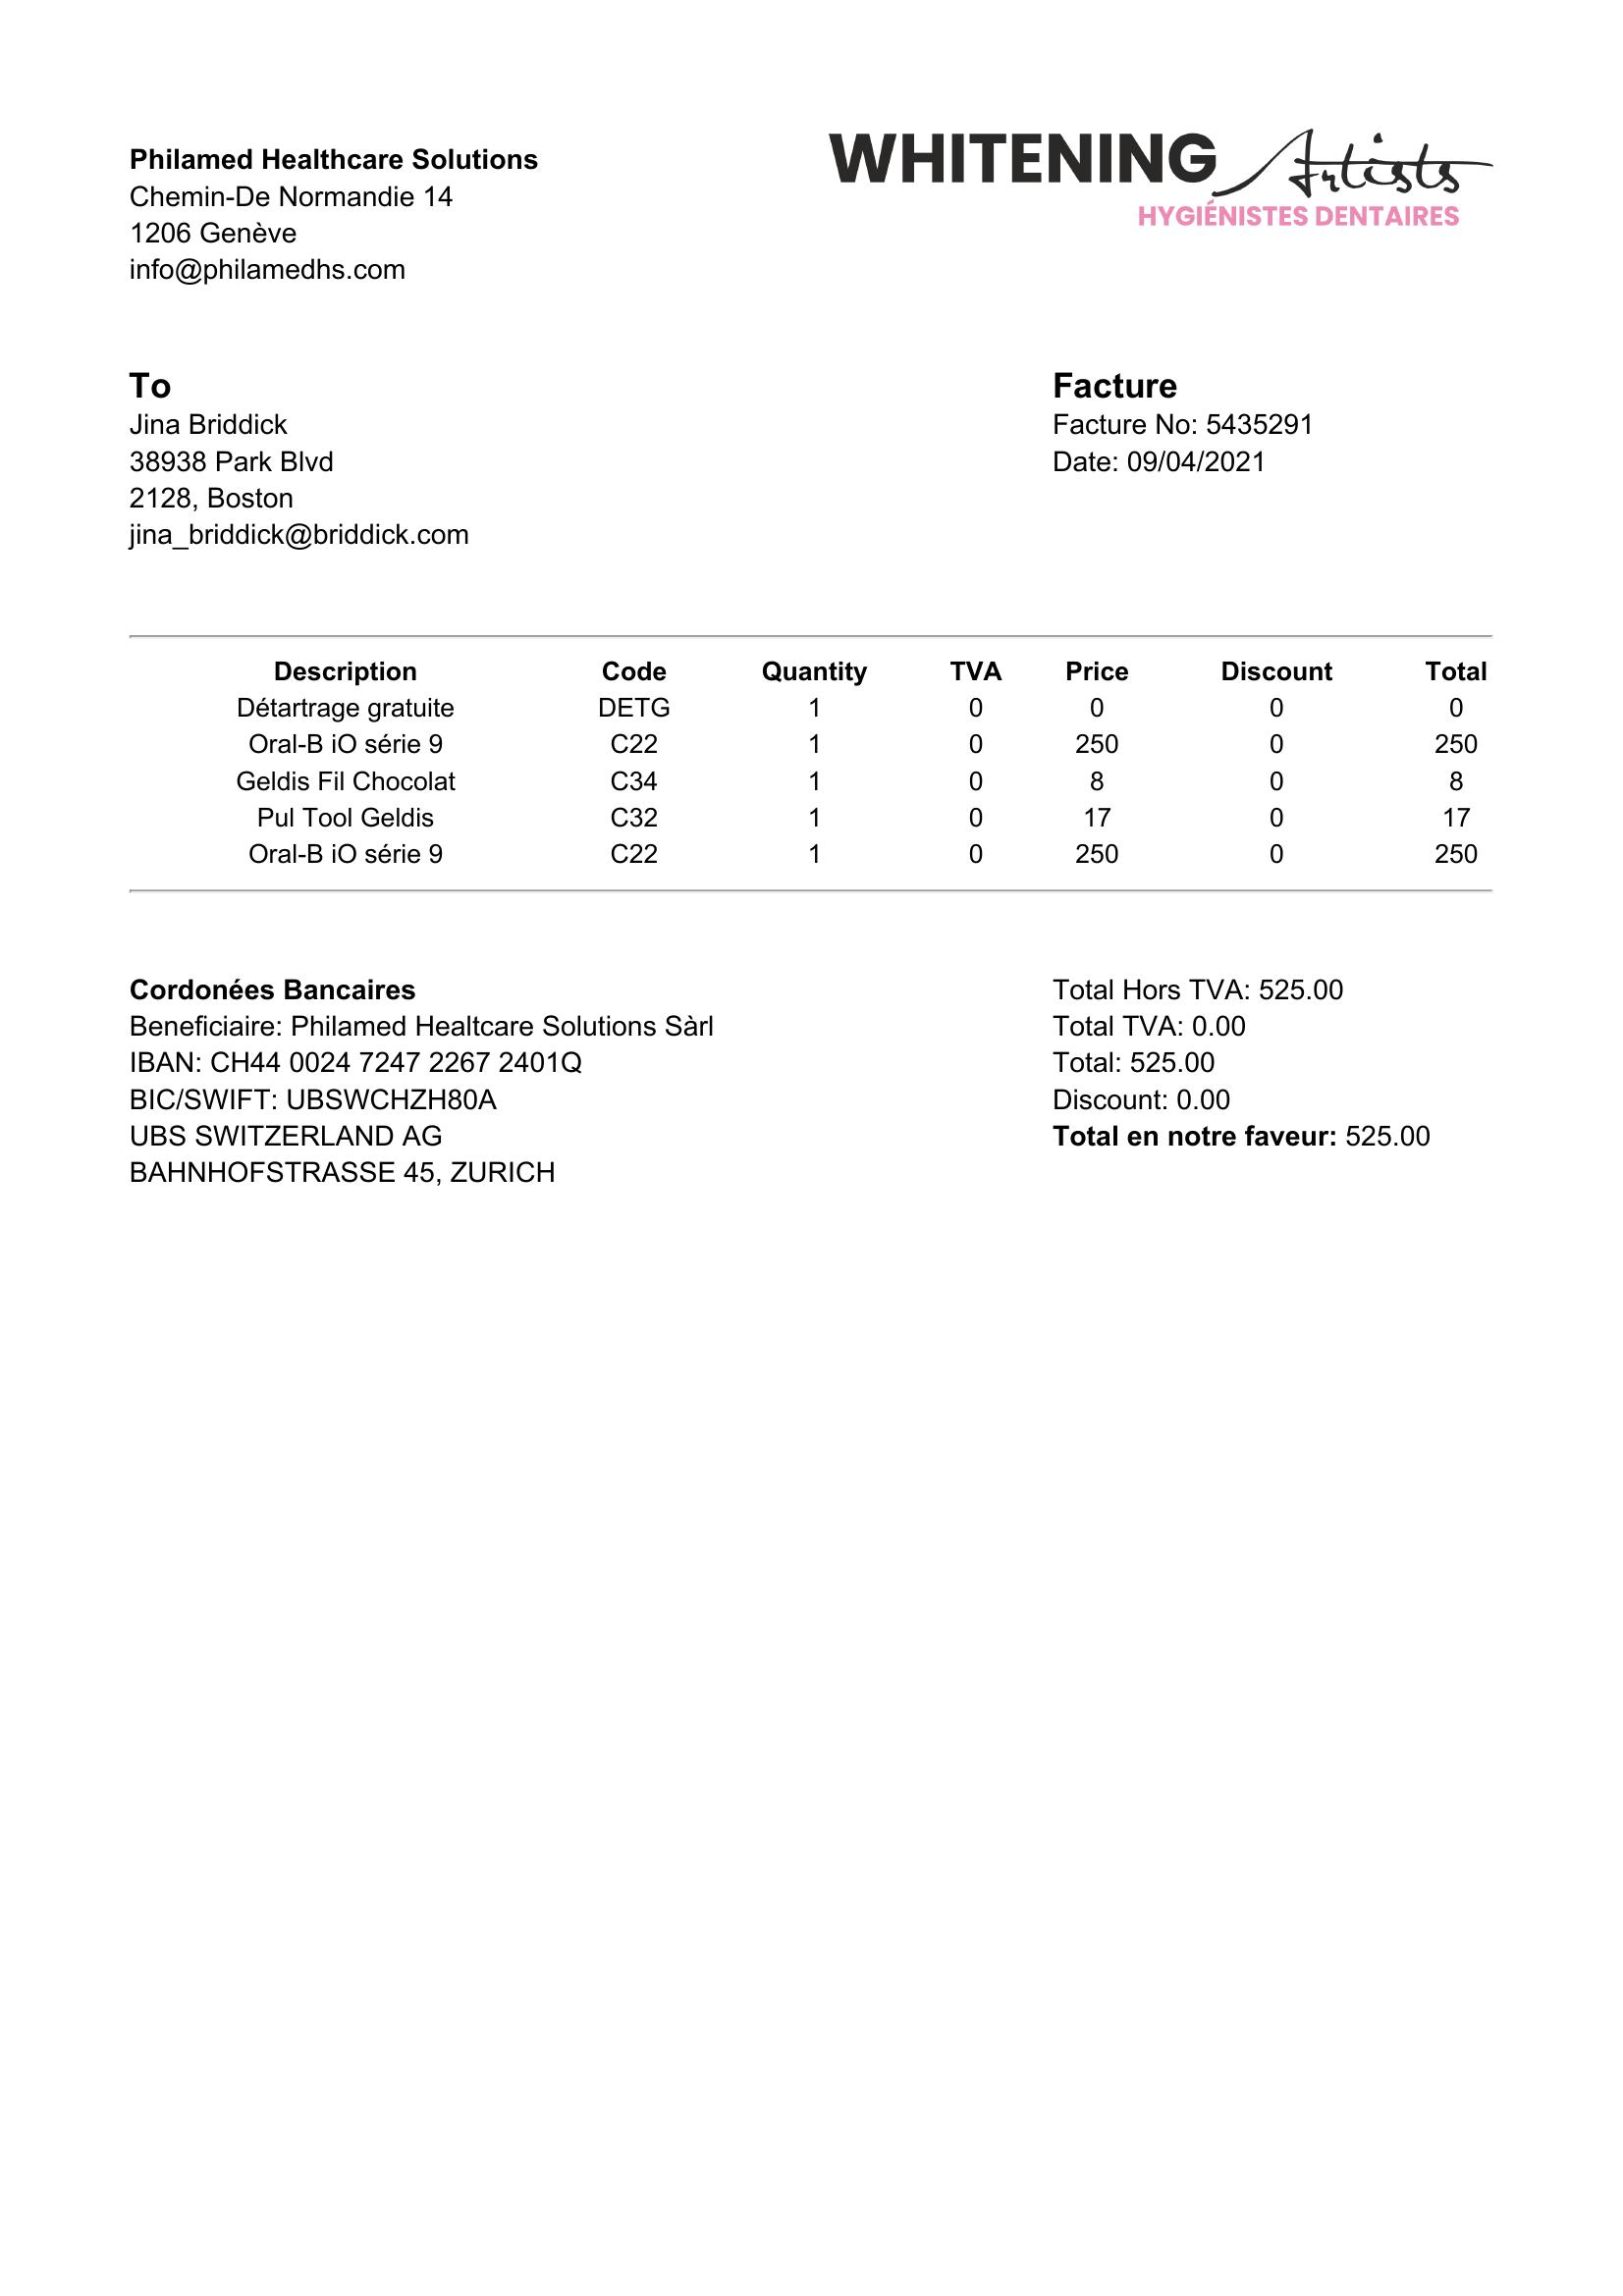 Philamed Healthcare Solutions
Chemin-De Normandie 14
1206 Genève
info@philamedhs.com
WHITENING Artists
HYGIÉNISTES DENTAIRES
To
Jina Briddick
38938 Park Blvd
2128, Boston
jina_briddick@briddick.com
Facture
Facture No: 5435291
Date: 09/04/2021
Description Code Quantity TVA Price Discount Total
Détartrage gratuite DETG 1 0 0 0 0
Oral-B iO série 9 C22 1 0 250 0 250
Geldis Fil Chocolat C34 1 0 8 0 8
Pul Tool Geldis C32 1 0 17 0 17
Oral-B iO série 9 C22 1 0 250 0 250
Cordonées Bancaires
Beneficiaire: Philamed Healtcare Solutions Sàrl
IBAN: CH44 0024 7247 2267 2401Q
BIC/SWIFT: UBSWCHZH80A
UBS SWITZERLAND AG
BAHNHOFSTRASSE 45, ZURICH
Total Hors TVA: 525.00
Total TVA: 0.00
Total: 525.00
Discount: 0.00
Total en notre faveur: 525.00